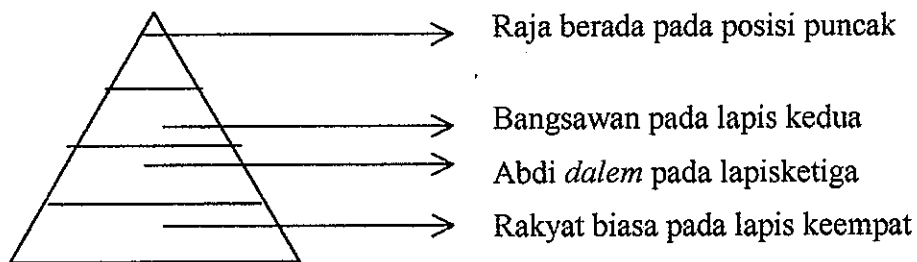 Raja berada pada posisi puncak
Bangsawan pada lapis kedua
Abdi dalem pada lapisketiga
Rakyat biasa pada lapis keempat